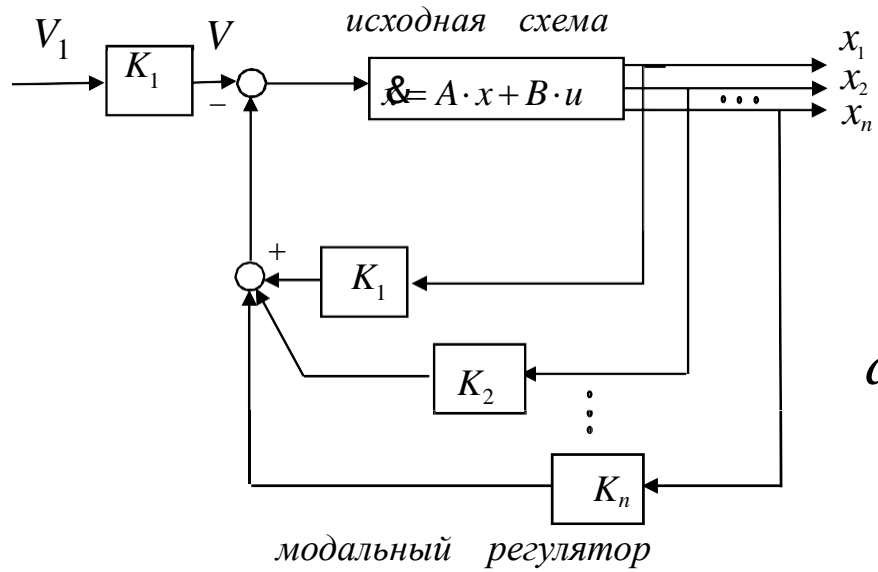 исходная схема
V₁
K₁
V
−
& x = A · x + B · u
x₁
x₂
xₙ
+
K₁
K₂
Kₙ
модальный регулятор